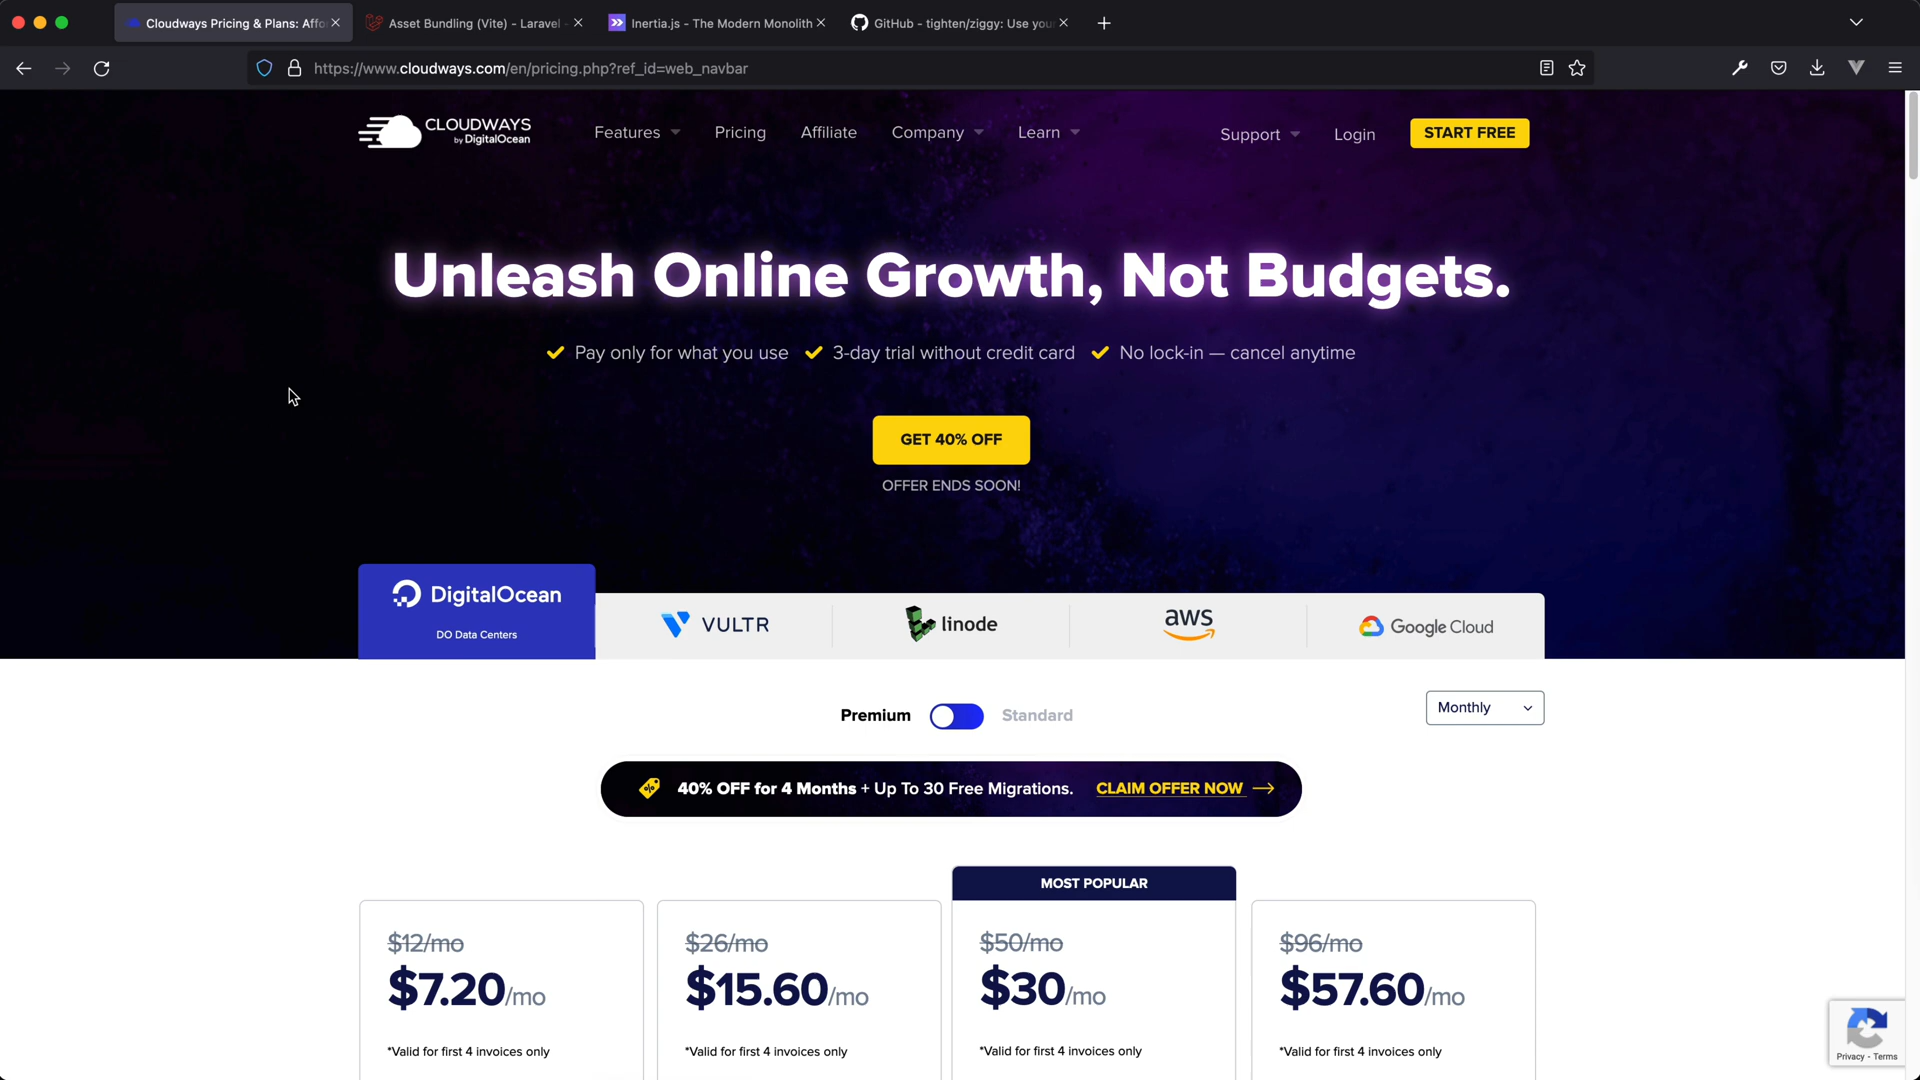 Cloudways Pricing & Plans: Affo
Asset Bundling (Vite) - Laravel -
Inertia.js - The Modern Monolith
GitHub - tighten/ziggy: Use you
https://www.cloudways.com/en/pricing.php?ref_id=web_navbar
CLOUDWAYS
by DigitalOcean
Features
Pricing
Affiliate
Company
Learn
Support
Login
START FREE
Unleash Online Growth, Not Budgets.
Pay only for what you use
3-day trial without credit card
No lock-in — cancel anytime
GET 40% OFF
OFFER ENDS SOON!
DigitalOcean
DO Data Centers
VULTR
linode
aws
Google Cloud
Premium
Standard
Monthly
40% OFF for 4 Months + Up To 30 Free Migrations.
CLAIM OFFER NOW
MOST POPULAR
$12/mo
$7.20/mo
*Valid for first 4 invoices only
$26/mo
$15.60/mo
*Valid for first 4 invoices only
$50/mo
$30/mo
*Valid for first 4 invoices only
$96/mo
$57.60/mo
*Valid for first 4 invoices only
Privacy - Terms